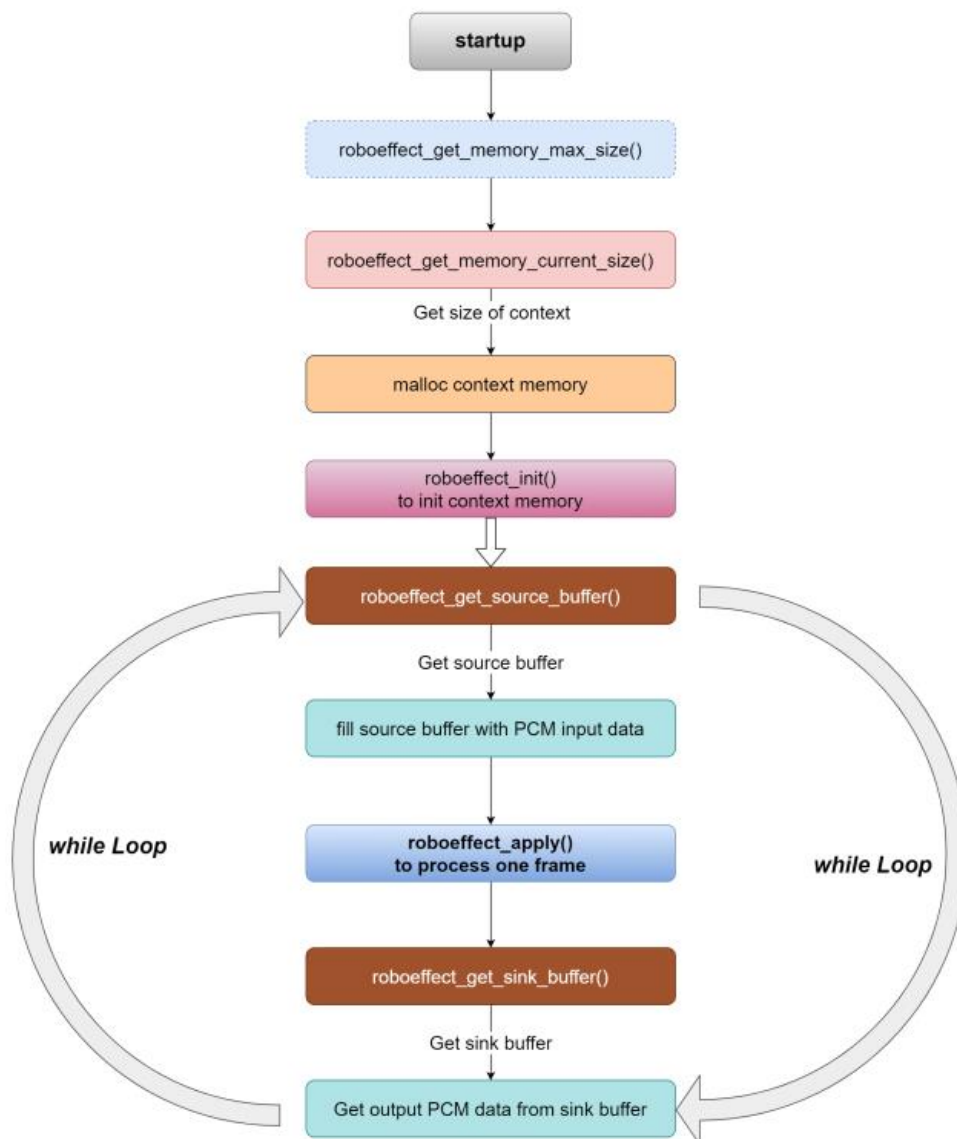 startup
roboeffect_get_memory_max_size()
roboeffect_get_memory_current_size()
Get size of context
malloc context memory
roboeffect_init()
to init context memory
roboeffect_get_source_buffer()
Get source buffer
fill source buffer with PCM input data
while Loop
roboeffect_apply()
to process one frame
while Loop
roboeffect_get_sink_buffer()
Get sink buffer
Get output PCM data from sink buffer